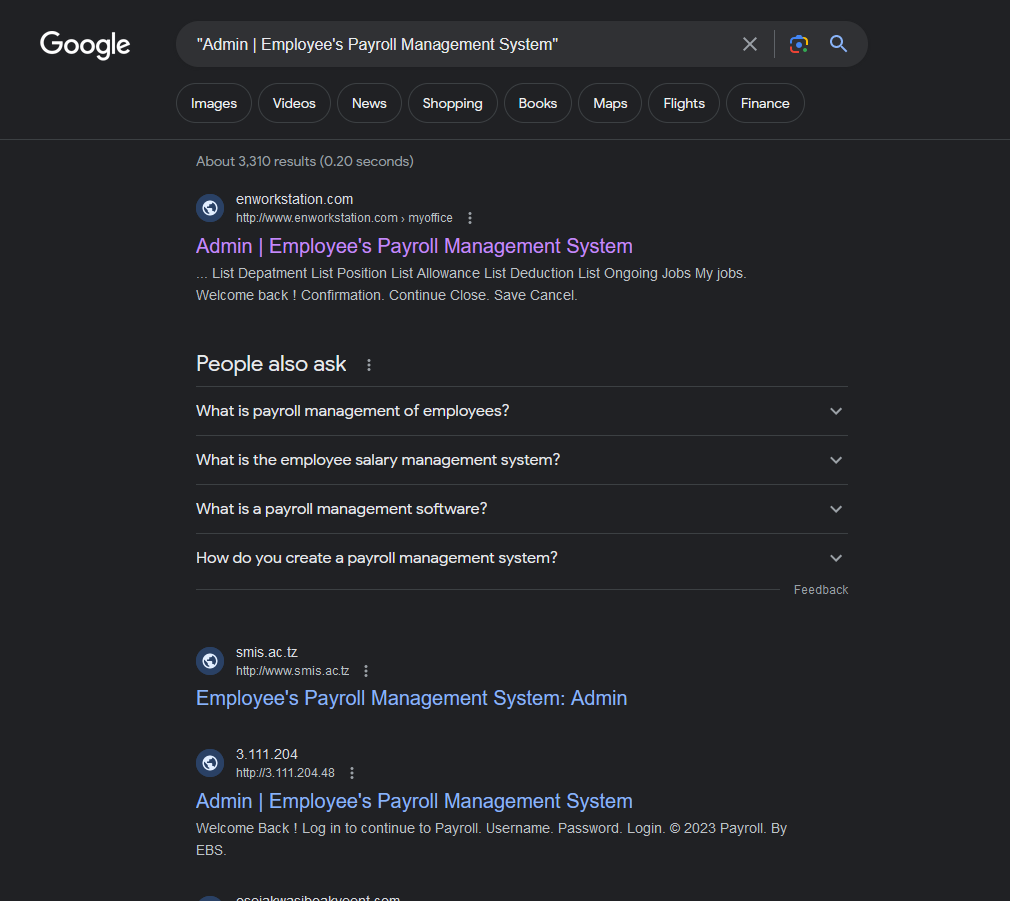 Google
"Admin | Employee's Payroll Management System"
Images Videos News Shopping Books Maps Flights Finance
About 3,310 results (0.20 seconds)
enworkstation.com
http://www.enworkstation.com › myoffice
Admin | Employee's Payroll Management System
... List Depatment List Position List Allowance List Deduction List Ongoing Jobs My jobs.
Welcome back ! Confirmation. Continue Close. Save Cancel.
People also ask
What is payroll management of employees?
What is the employee salary management system?
What is a payroll management software?
How do you create a payroll management system?
Feedback
smis.ac.tz
http://www.smis.ac.tz
Employee's Payroll Management System: Admin
3.111.204
http://3.111.204.48
Admin | Employee's Payroll Management System
Welcome Back ! Log in to continue to Payroll. Username. Password. Login. © 2023 Payroll. By
EBS.